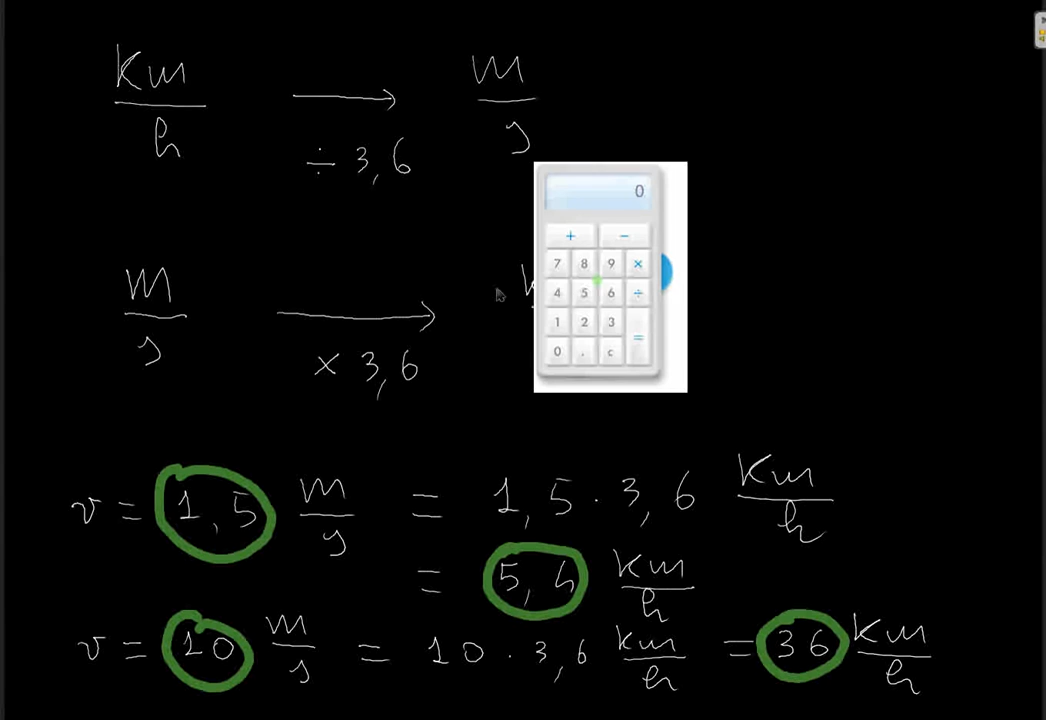 Km/h → m/s
÷ 3,6
0
+ −
7 8 9 ×
4 5 6 ÷
1 2 3
0 . c =
m/s →
× 3,6
v = 1,5 m/s = 1,5 · 3,6 Km/h
= 5,4 Km/h
v = 10 m/s = 10 · 3,6 Km/h = 36 Km/h